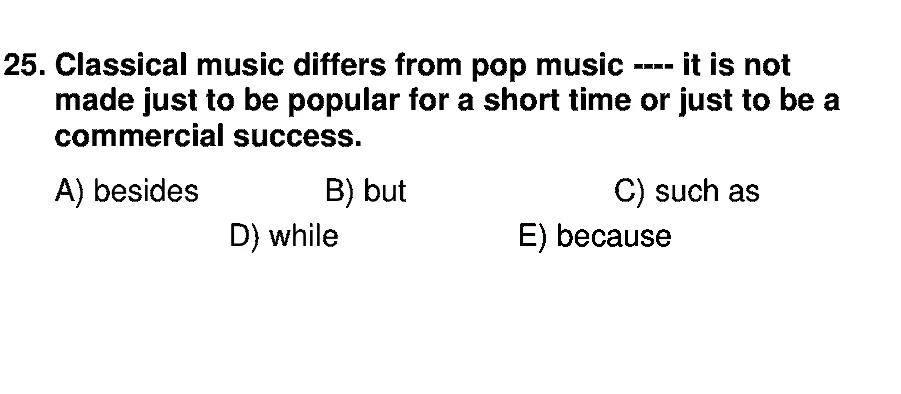 25. Classical music differs from pop music ---- it is not
made just to be popular for a short time or just to be a
commercial success.
A) besides B) but C) such as
D) while E) because